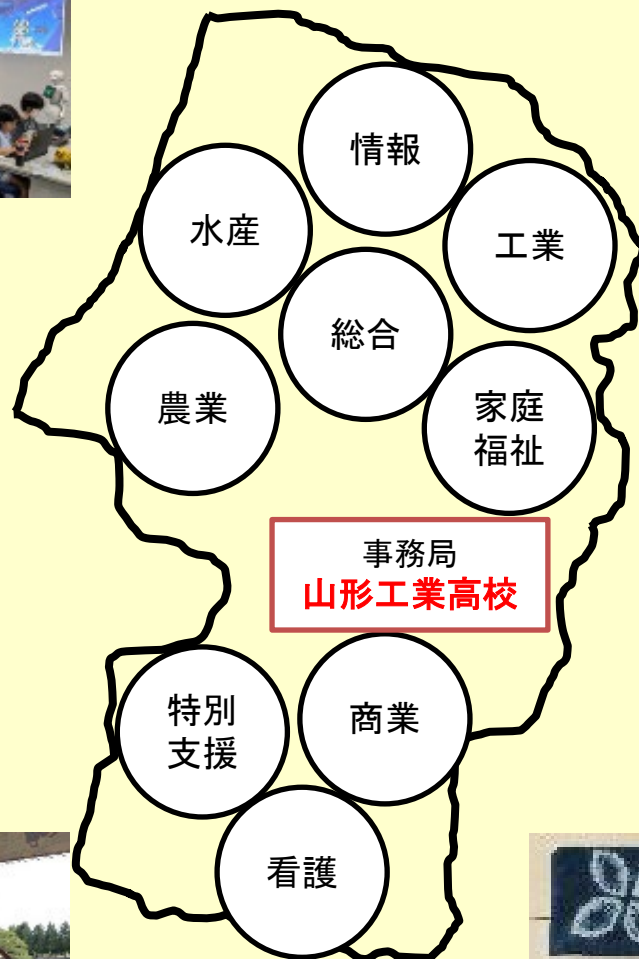 情報
水産
工業
総合
農業
家庭
福祉
事務局
山形工業高校
特別
支援
商業
看護